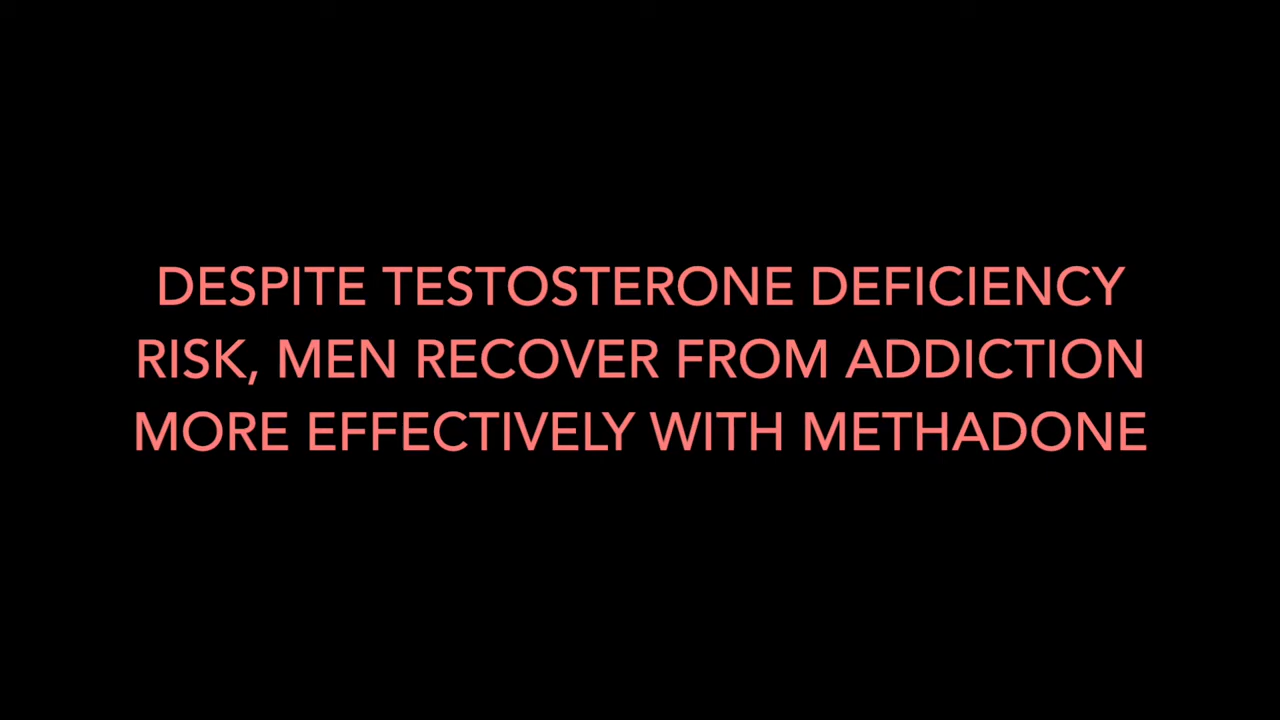 DESPITE TESTOSTERONE DEFICIENCY
RISK, MEN RECOVER FROM ADDICTION
MORE EFFECTIVELY WITH METHADONE